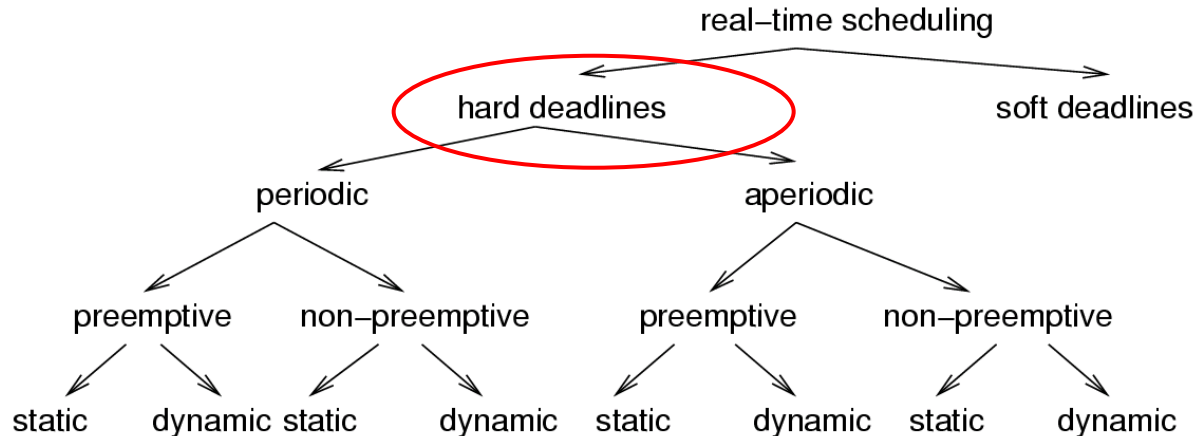 real–time scheduling
hard deadlines soft deadlines
periodic aperiodic
preemptive non–preemptive preemptive non–preemptive
static dynamic static dynamic static dynamic static dynamic